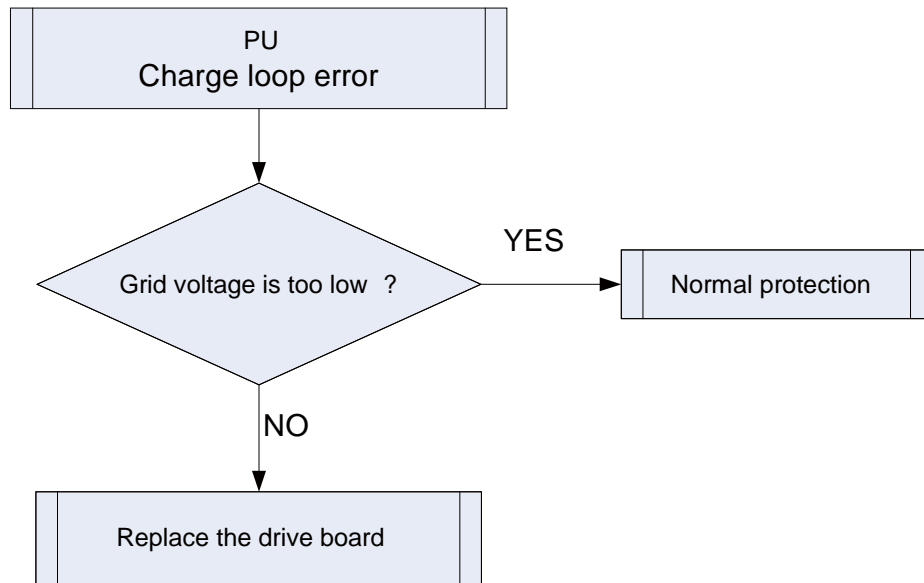 PU
Charge loop error
Grid voltage is too low ?
YES
Normal protection
NO
Replace the drive board